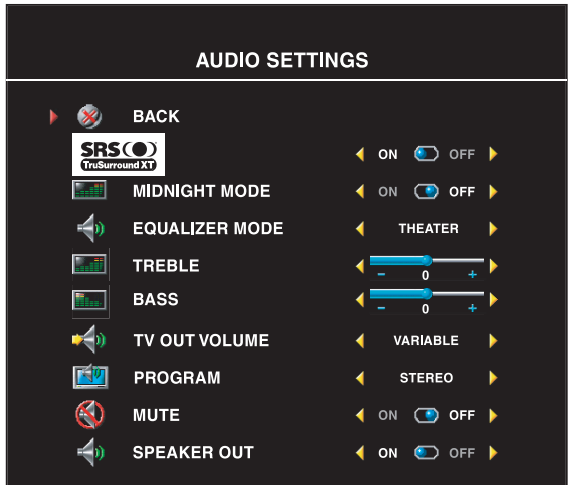 AUDIO SETTINGS
BACK
SRS TruSurround XT ON OFF
MIDNIGHT MODE ON OFF
EQUALIZER MODE THEATER
TREBLE - 0 +
BASS - 0 +
TV OUT VOLUME VARIABLE
PROGRAM STEREO
MUTE ON OFF
SPEAKER OUT ON OFF